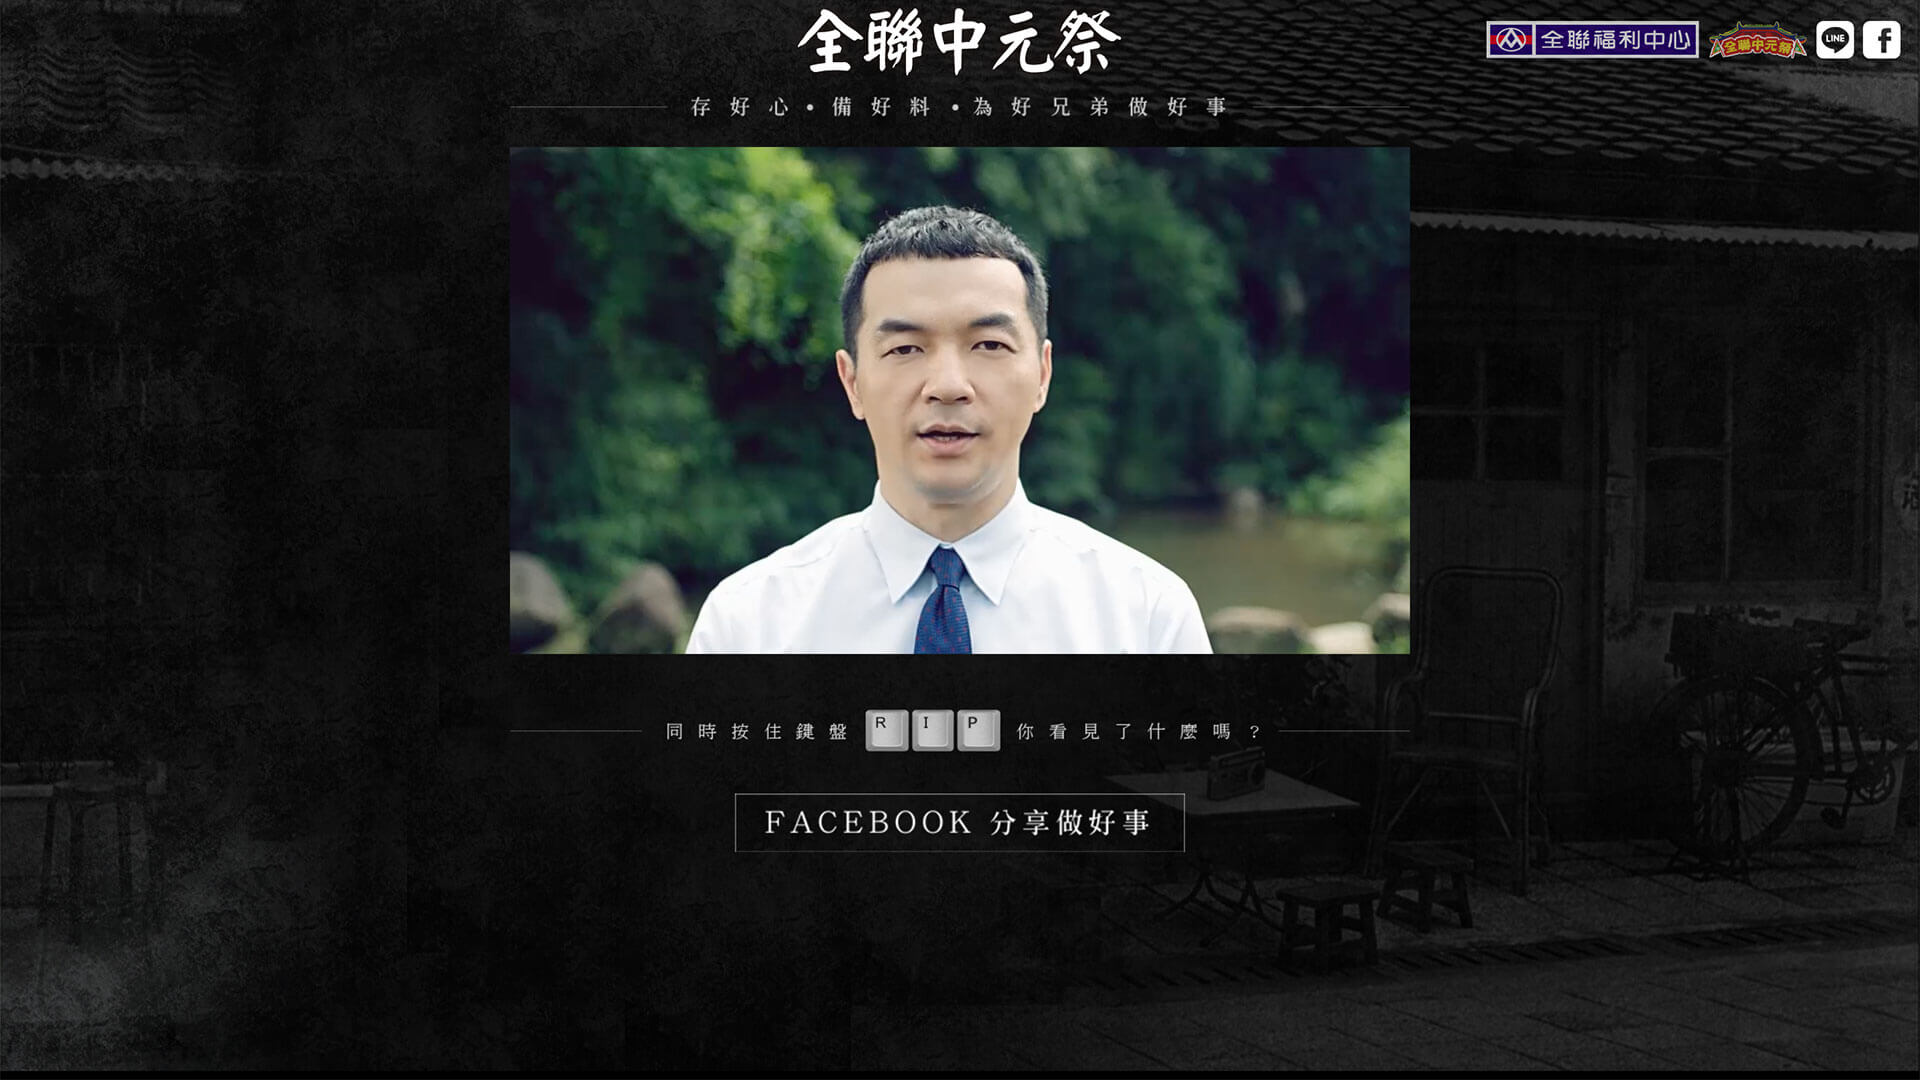 全聯中元祭
全聯福利中心
全聯中元祭
LINE
存好心•備好料•為好兄弟做好事
同時按住鍵盤 R I P 你看見了什麼嗎？
FACEBOOK 分享做好事